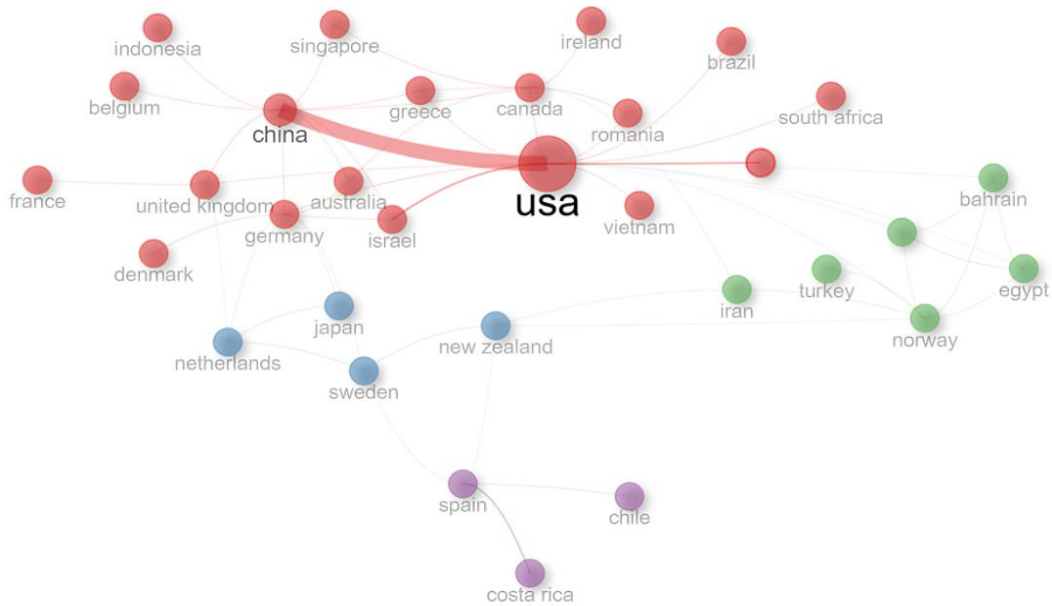 indonesia
singapore
ireland
brazil
belgium
greece
canada
south africa
china
romania
france
united kingdom
australia
usa
bahrain
germany
israel
vietnam
denmark
turkey
egypt
iran
japan
new zealand
norway
netherlands
sweden
spain
chile
costa rica